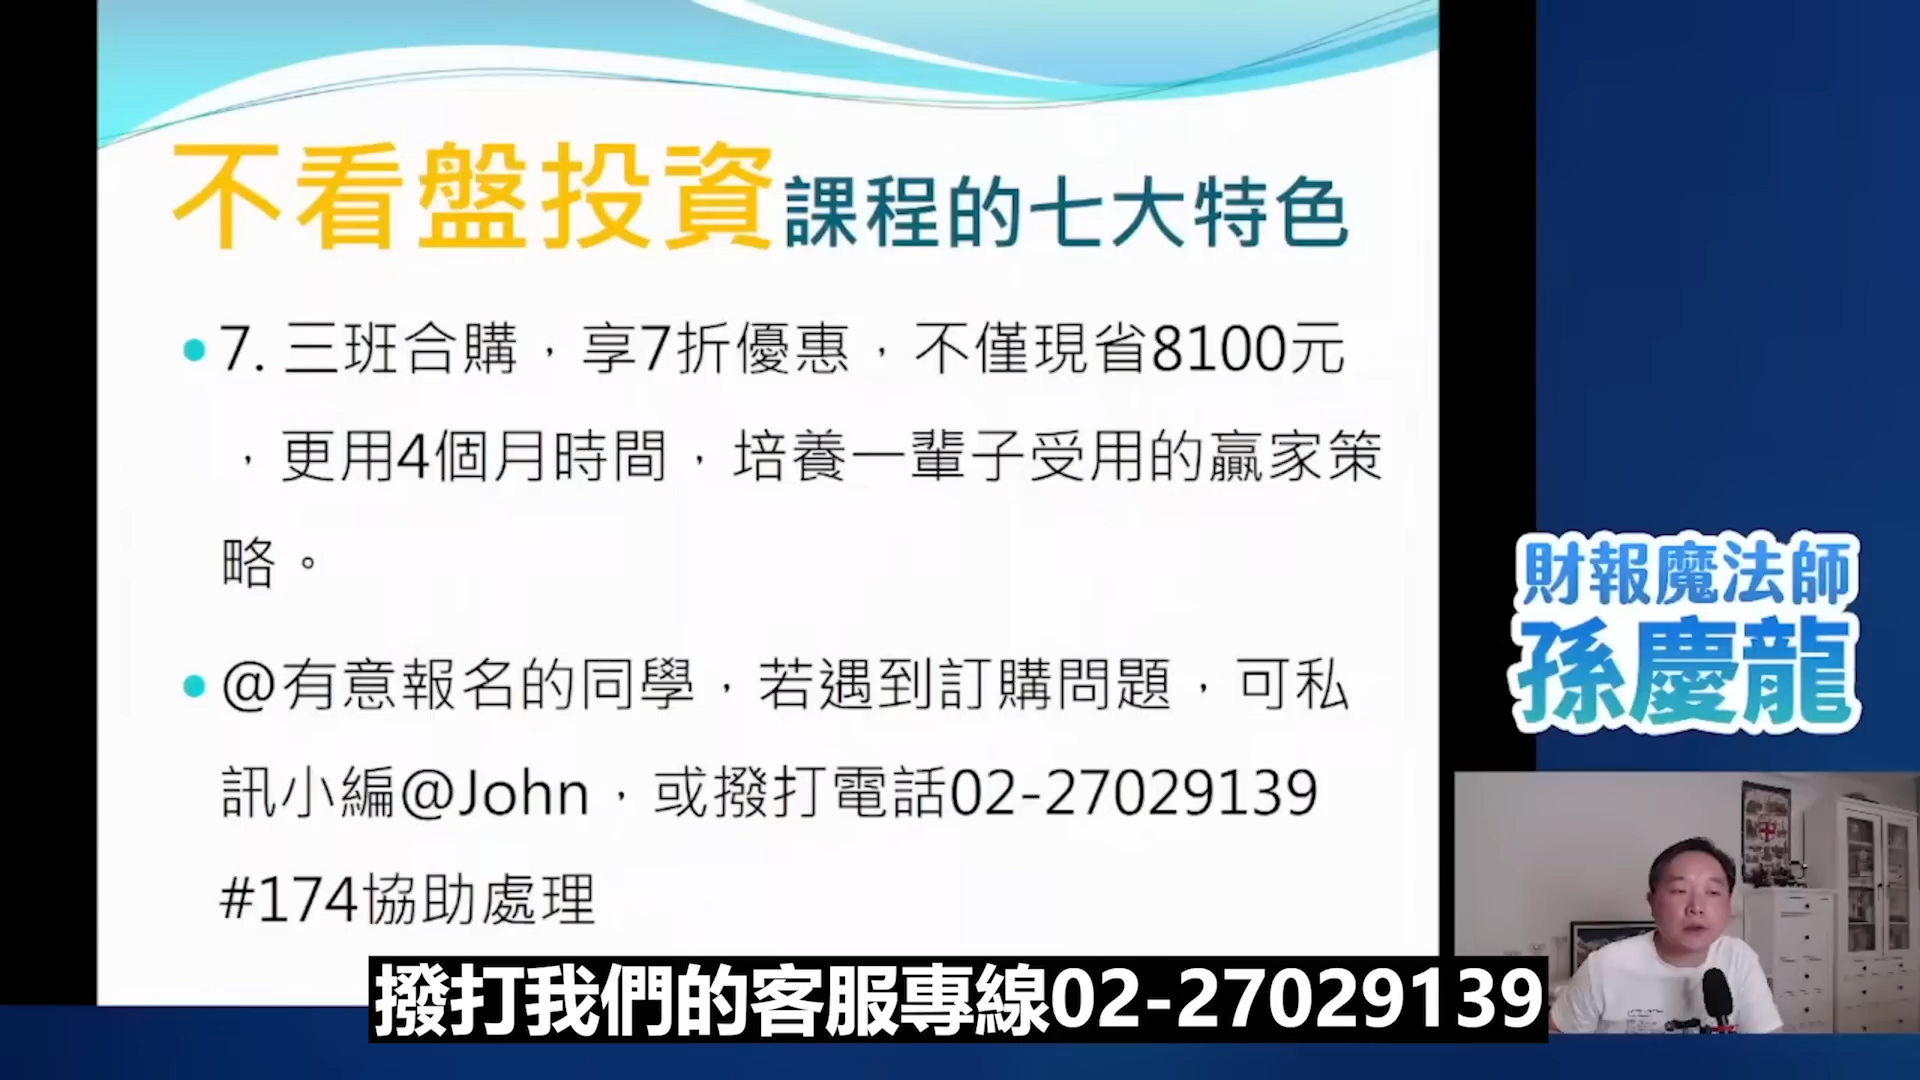 不看盤投資課程的七大特色
7. 三班合購，享7折優惠，不僅現省8100元
，更用4個月時間，培養一輩子受用的贏家策
略。
@有意報名的同學，若遇到訂購問題，可私
訊小編@John，或撥打電話02-27029139
#174協助處理
財報魔法師
孫慶龍
撥打我們的客服專線02-27029139